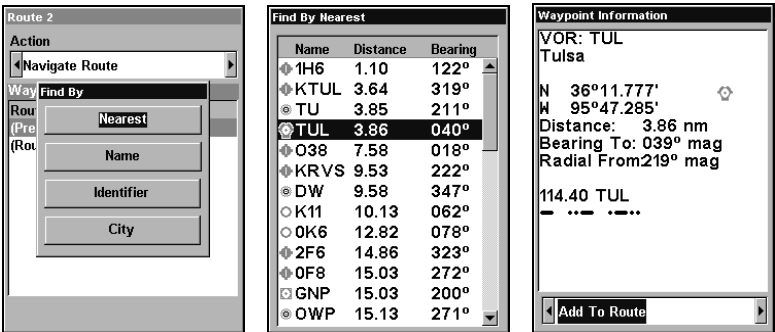 Route 2
Action
Navigate Route
Way
Find By
Rou
(Pre
(Rou
Nearest
Name
Identifier
City
Find By Nearest
Name Distance Bearing
1H6 1.10 122º
KTUL 3.64 319º
TU 3.85 211º
TUL 3.86 040º
O38 7.58 018º
KRVS 9.53 222º
DW 9.58 347º
K11 10.13 062º
0K6 12.82 078º
2F6 14.86 323º
0F8 15.03 272º
GNP 15.03 200º
OWP 15.13 271º
Waypoint Information
VOR: TUL
Tulsa
N 36º11.777'
W 95º47.285'
Distance: 3.86 nm
Bearing To: 039º mag
Radial From:219º mag
114.40 TUL
Add To Route